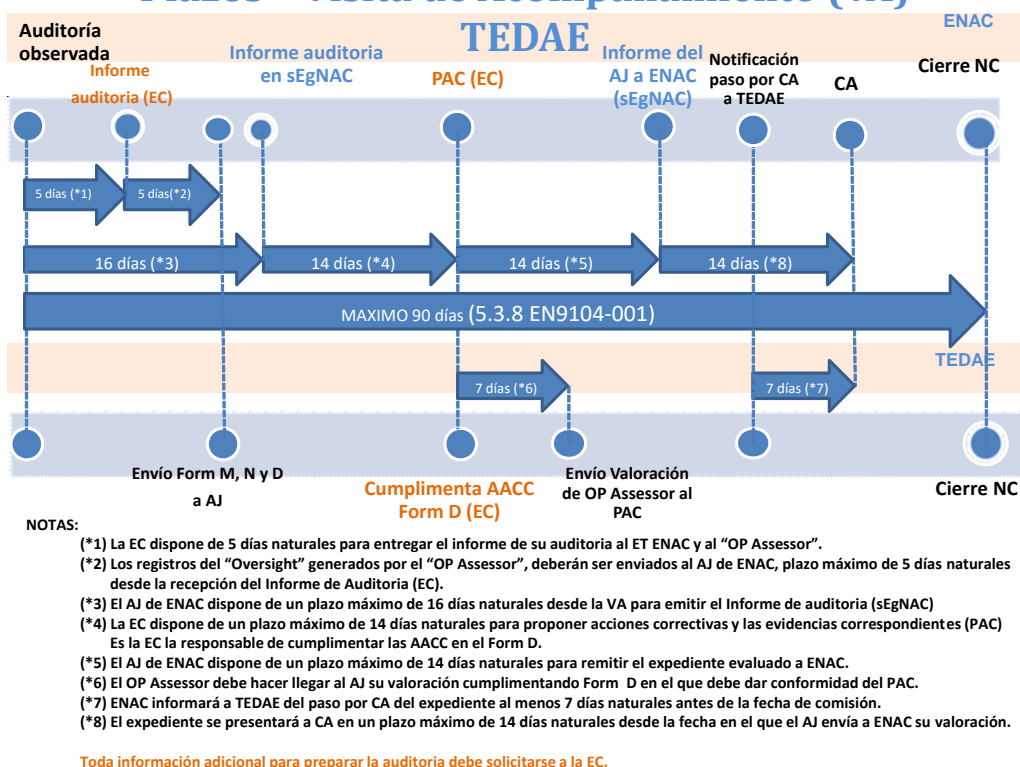 TEDAE
ENAC
Auditoría
observada
Informe
auditoria (EC)
Informe auditoria
en sEgNAC
PAC (EC)
Informe del
AJ a ENAC
(sEgNAC)
Notificación
paso por CA
a TEDAE
CA
Cierre NC
5 días (*1)
5 días(*2)
16 días (*3)
14 días (*4)
14 días (*5)
14 días (*8)
MAXIMO 90 días (5.3.8 EN9104-001)
TEDAE
7 días (*6)
7 días (*7)
Envío Form M, N y D
a AJ
Cumplimenta AACC
Form D (EC)
Envío Valoración
de OP Assessor al
PAC
Cierre NC
NOTAS:
(*1) La EC dispone de 5 días naturales para entregar el informe de su auditoria al ET ENAC y al “OP Assessor”.
(*2) Los registros del “Oversight” generados por el “OP Assessor”, deberán ser enviados al AJ de ENAC, plazo máximo de 5 días naturales
desde la recepción del Informe de Auditoria (EC).
(*3) El AJ de ENAC dispone de un plazo máximo de 16 días naturales desde la VA para emitir el Informe de auditoria (sEgNAC)
(*4) La EC dispone de un plazo máximo de 14 días naturales para proponer acciones correctivas y las evidencias correspondientes (PAC)
Es la EC la responsable de cumplimentar las AACC en el Form D.
(*5) El AJ de ENAC dispone de un plazo máximo de 14 días naturales para remitir el expediente evaluado a ENAC.
(*6) El OP Assessor debe hacer llegar al AJ su valoración cumplimentando Form D en el que debe dar conformidad del PAC.
(*7) ENAC informará a TEDAE del paso por CA del expediente al menos 7 días naturales antes de la fecha de comisión.
(*8) El expediente se presentará a CA en un plazo máximo de 14 días naturales desde la fecha en el que el AJ envía a ENAC su valoración.
Toda información adicional para preparar la auditoria debe solicitarse a la EC.